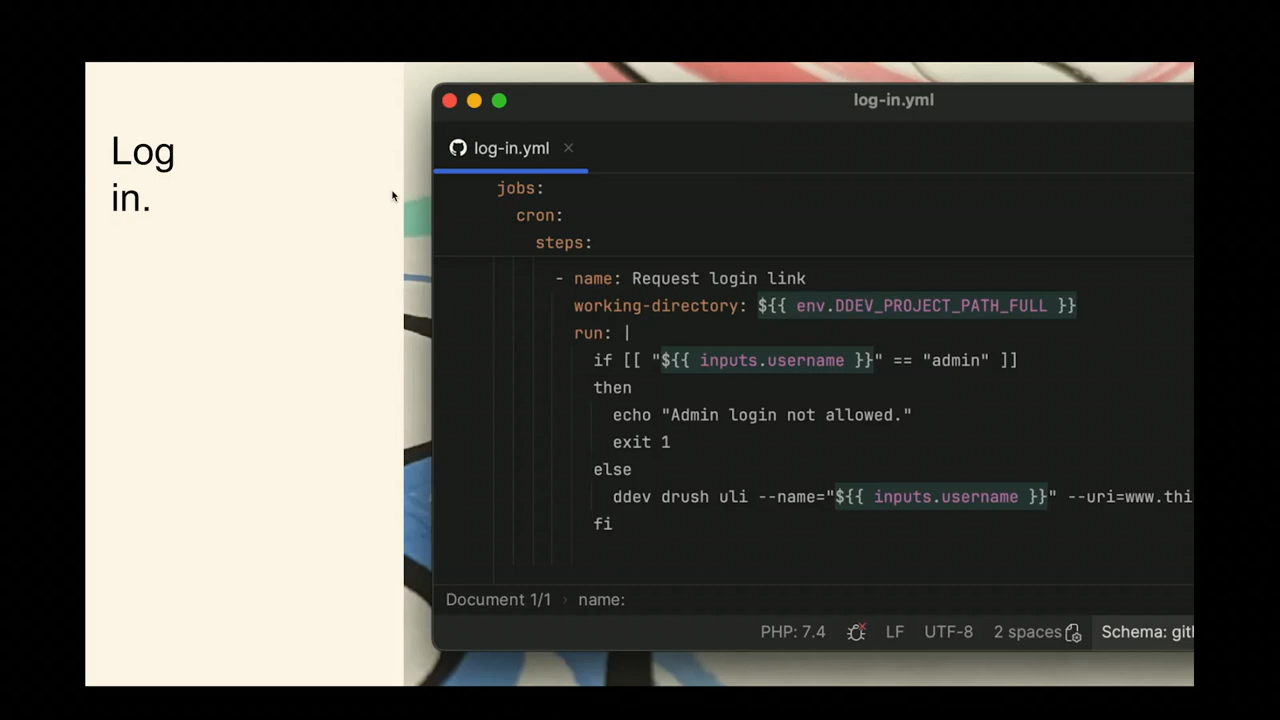 Log
in.
log-in.yml
log-in.yml ×
jobs:
cron:
steps:
- name: Request login link
working-directory: ${{ env.DDEV_PROJECT_PATH_FULL }}
run: |
if [[ "${{ inputs.username }}" == "admin" ]]
then
echo "Admin login not allowed."
exit 1
else
ddev drush uli --name="${{ inputs.username }}" --uri=www.thi
fi
Document 1/1 › name:
PHP: 7.4 LF UTF-8 2 spaces Schema: git